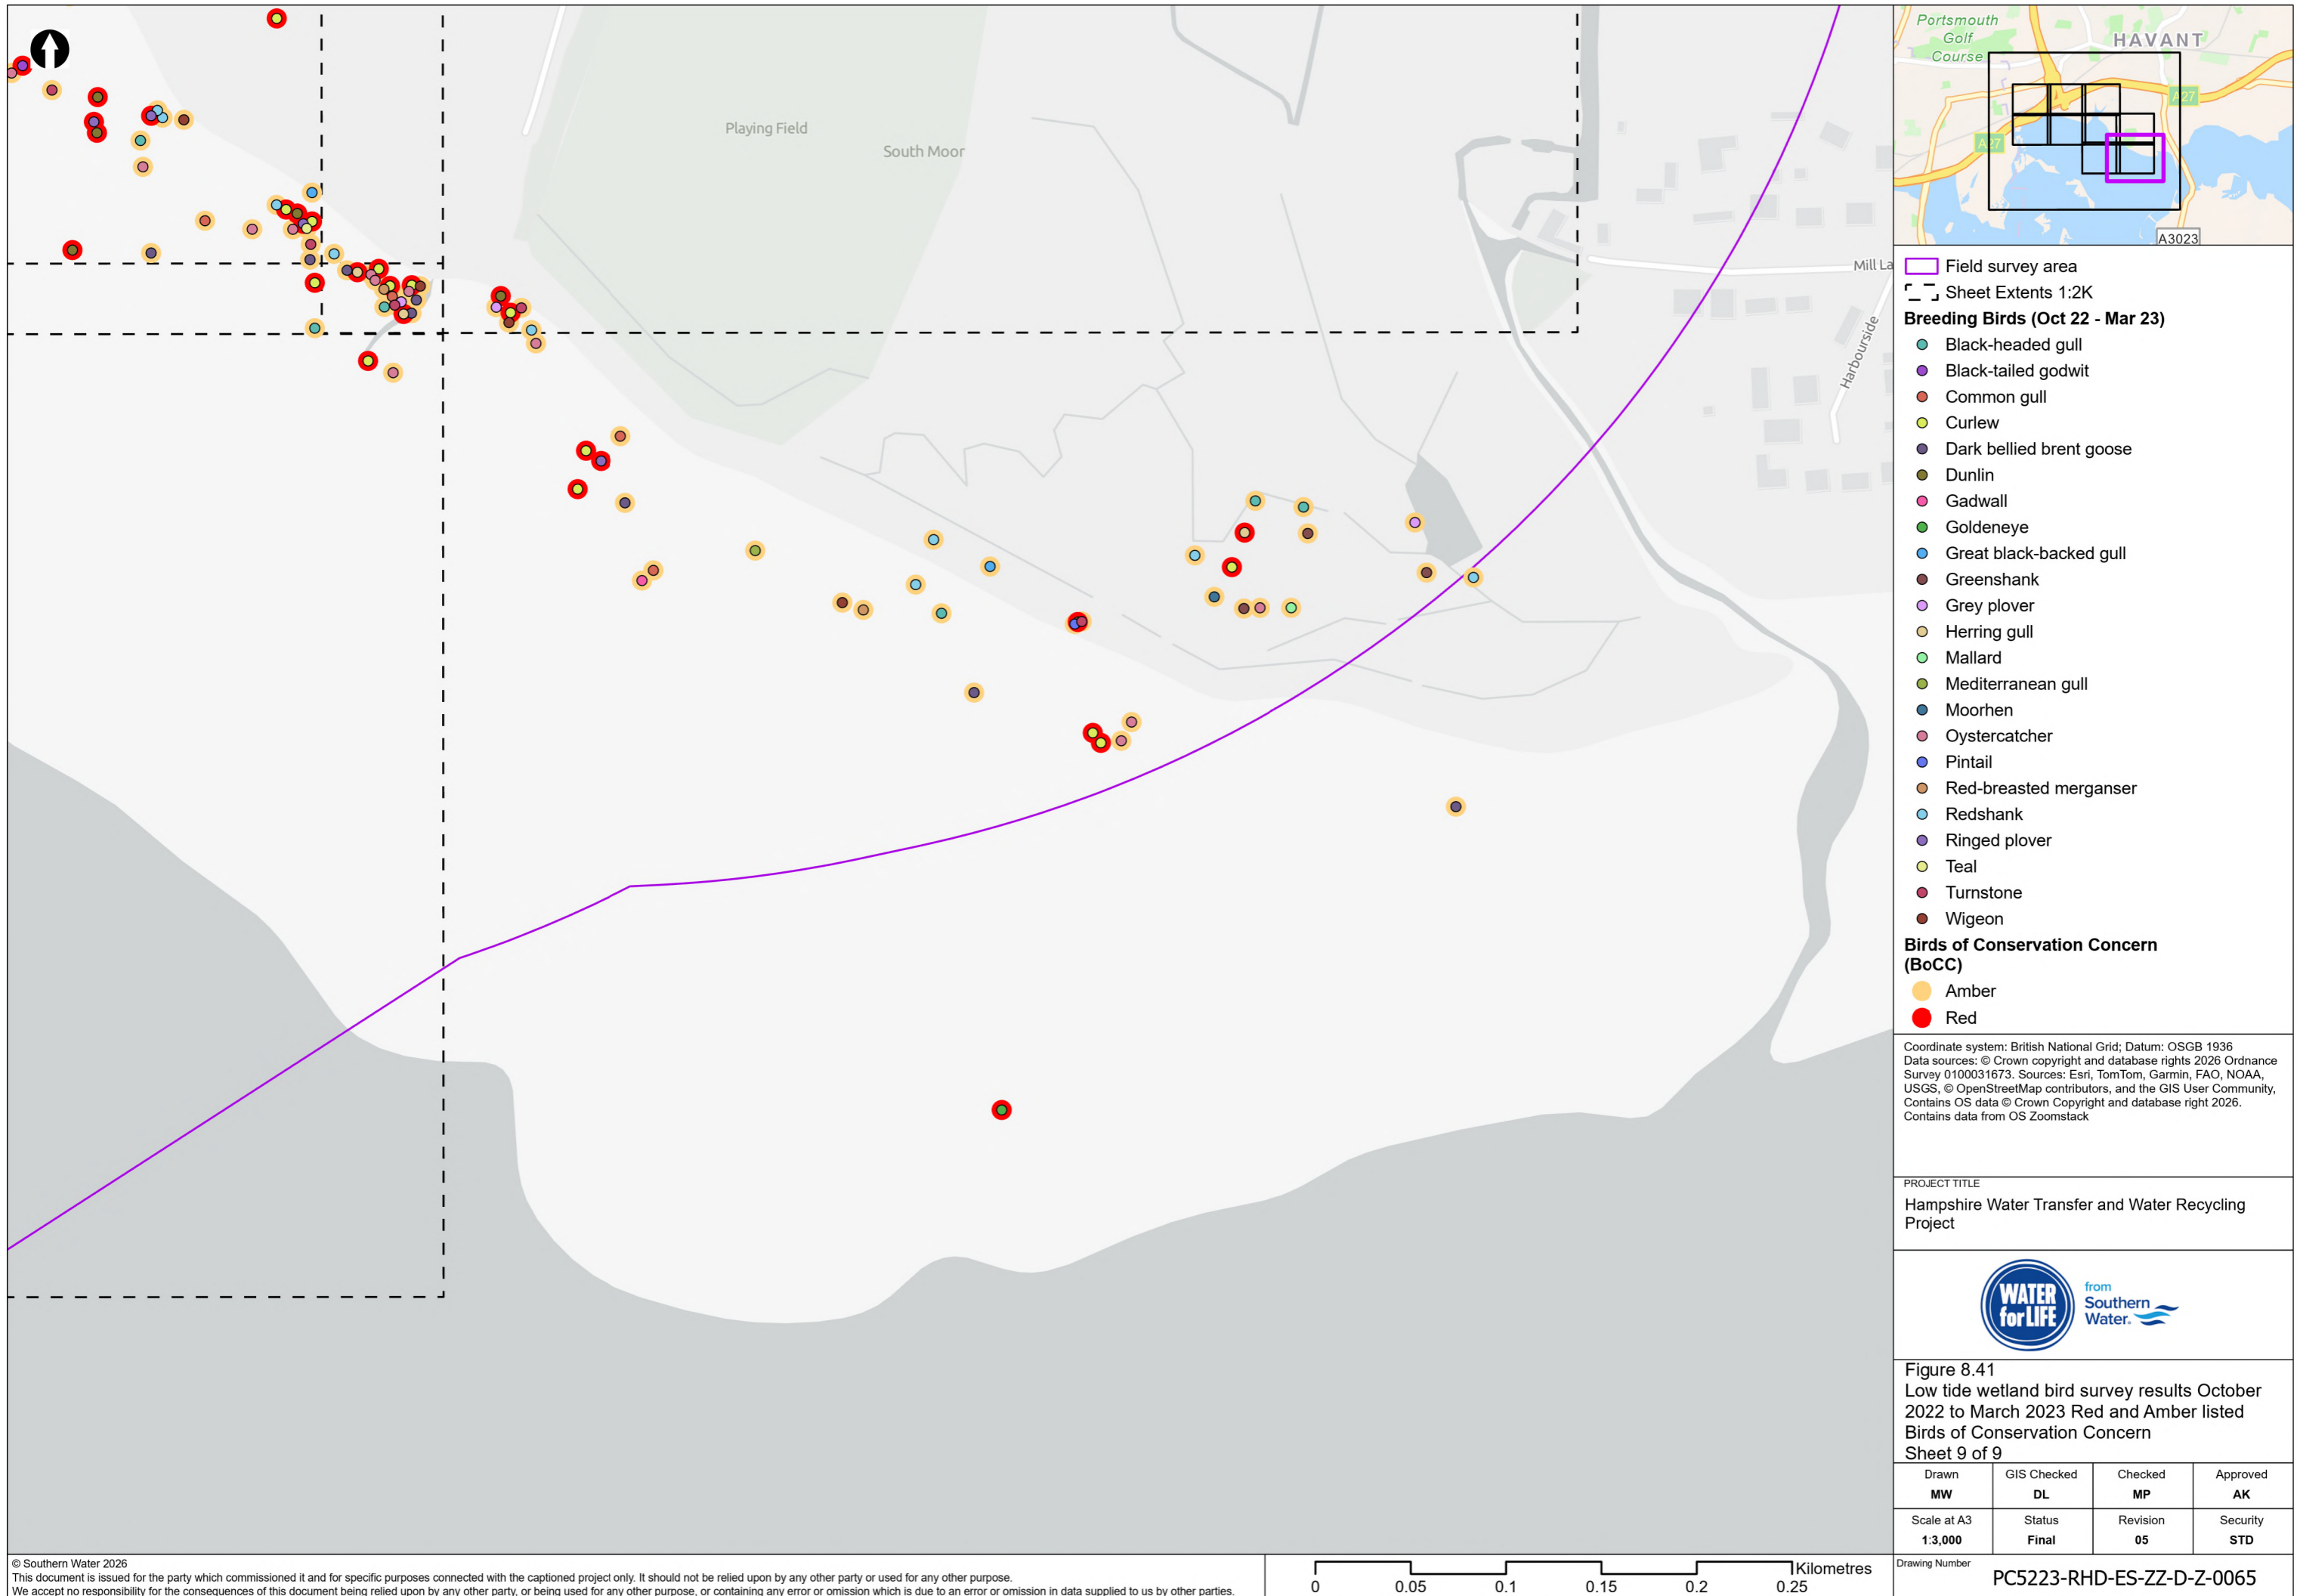 Playing Field
South Moor
Mill La
Harbourside
Portsmouth
Golf
Course
HAVANT
A27
A27
A3023
Field survey area
Sheet Extents 1:2K
Breeding Birds (Oct 22 - Mar 23)
Black-headed gull
Black-tailed godwit
Common gull
Curlew
Dark bellied brent goose
Dunlin
Gadwall
Goldeneye
Great black-backed gull
Greenshank
Grey plover
Herring gull
Mallard
Mediterranean gull
Moorhen
Oystercatcher
Pintail
Red-breasted merganser
Redshank
Ringed plover
Teal
Turnstone
Wigeon
Birds of Conservation Concern
(BoCC)
Amber
Red
Coordinate system: British National Grid; Datum: OSGB 1936
Data sources: © Crown copyright and database rights 2026 Ordnance
Survey 0100031673. Sources: Esri, TomTom, Garmin, FAO, NOAA,
USGS, © OpenStreetMap contributors, and the GIS User Community,
Contains OS data © Crown Copyright and database right 2026.
Contains data from OS Zoomstack
PROJECT TITLE
Hampshire Water Transfer and Water Recycling
Project
WATER
for LIFE
from
Southern
Water.
Figure 8.41
Low tide wetland bird survey results October
2022 to March 2023 Red and Amber listed
Birds of Conservation Concern
Sheet 9 of 9
Drawn GIS Checked Checked Approved
MW DL MP AK
Scale at A3 Status Revision Security
1:3,000 Final 05 STD
Drawing Number
PC5223-RHD-ES-ZZ-D-Z-0065
© Southern Water 2026
This document is issued for the party which commissioned it and for specific purposes connected with the captioned project only. It should not be relied upon by any other party or used for any other purpose.
We accept no responsibility for the consequences of this document being relied upon by any other party, or being used for any other purpose, or containing any error or omission which is due to an error or omission in data supplied to us by other parties.
Kilometres
0 0.05 0.1 0.15 0.2 0.25